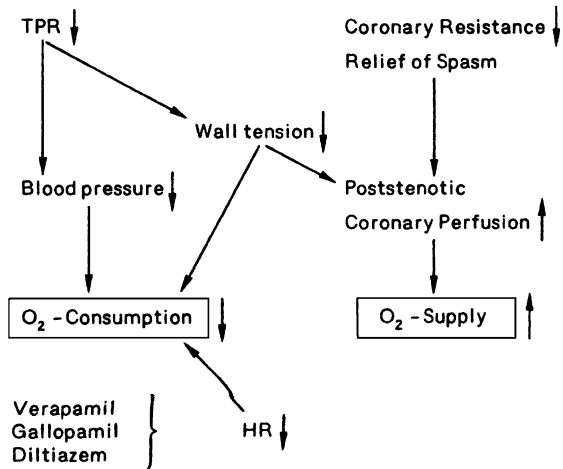 TPR ↓
Coronary Resistance ↓
Relief of Spasm
Wall tension ↓
Blood pressure ↓
Poststenotic
Coronary Perfusion ↑
O₂ - Consumption ↓
O₂ - Supply ↑
Verapamil
Gallopamil
Diltiazem
HR ↓